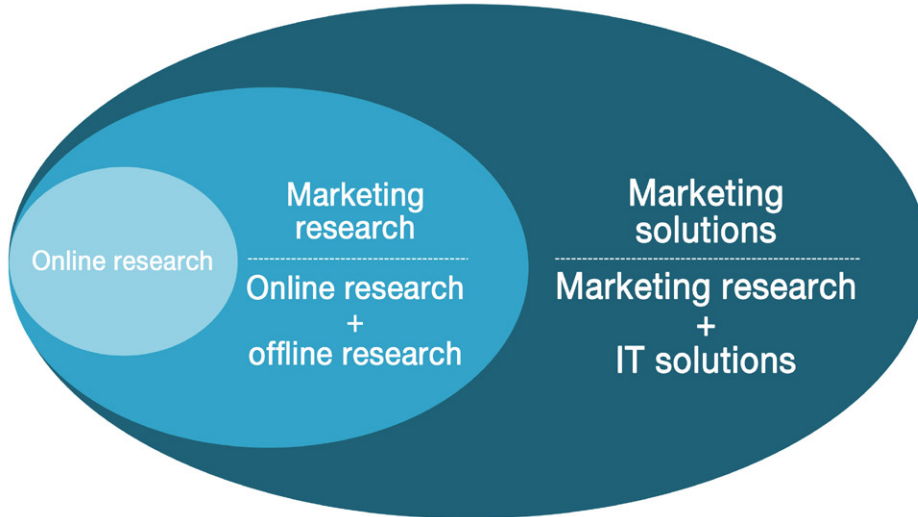 Online research
Marketing
research
Online research
+
offline research
Marketing
solutions
Marketing research
+
IT solutions